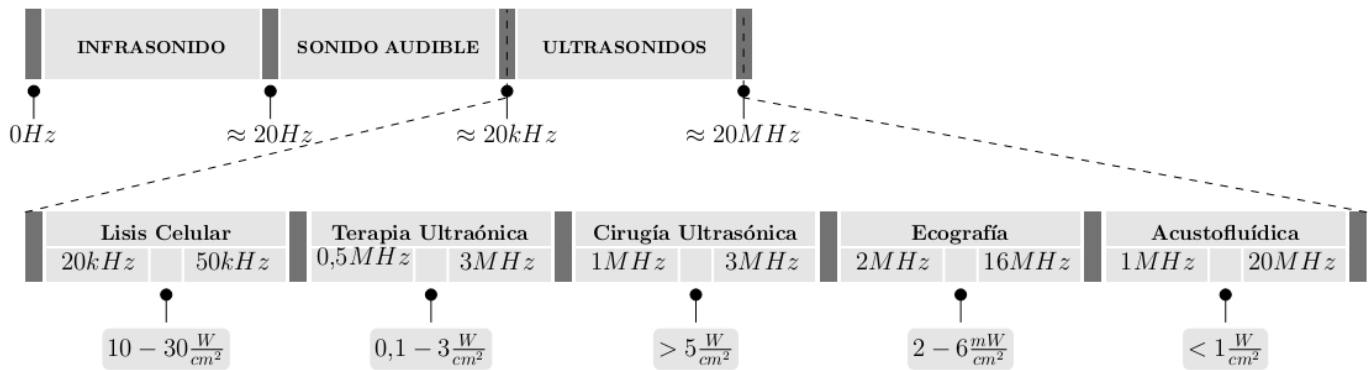 INFRASONIDO SONIDO AUDIBLE ULTRASONIDOS
0Hz ≈ 20Hz ≈ 20kHz ≈ 20MHz
Lisis Celular Terapia Ultraónica Cirugía Ultrasónica Ecografía Acustofluídica
20kHz 50kHz 0,5MHz 3MHz 1MHz 3MHz 2MHz 16MHz 1MHz 20MHz
10 − 30 W/cm² 0,1 − 3 W/cm² > 5 W/cm² 2 − 6 mW/cm² < 1 W/cm²